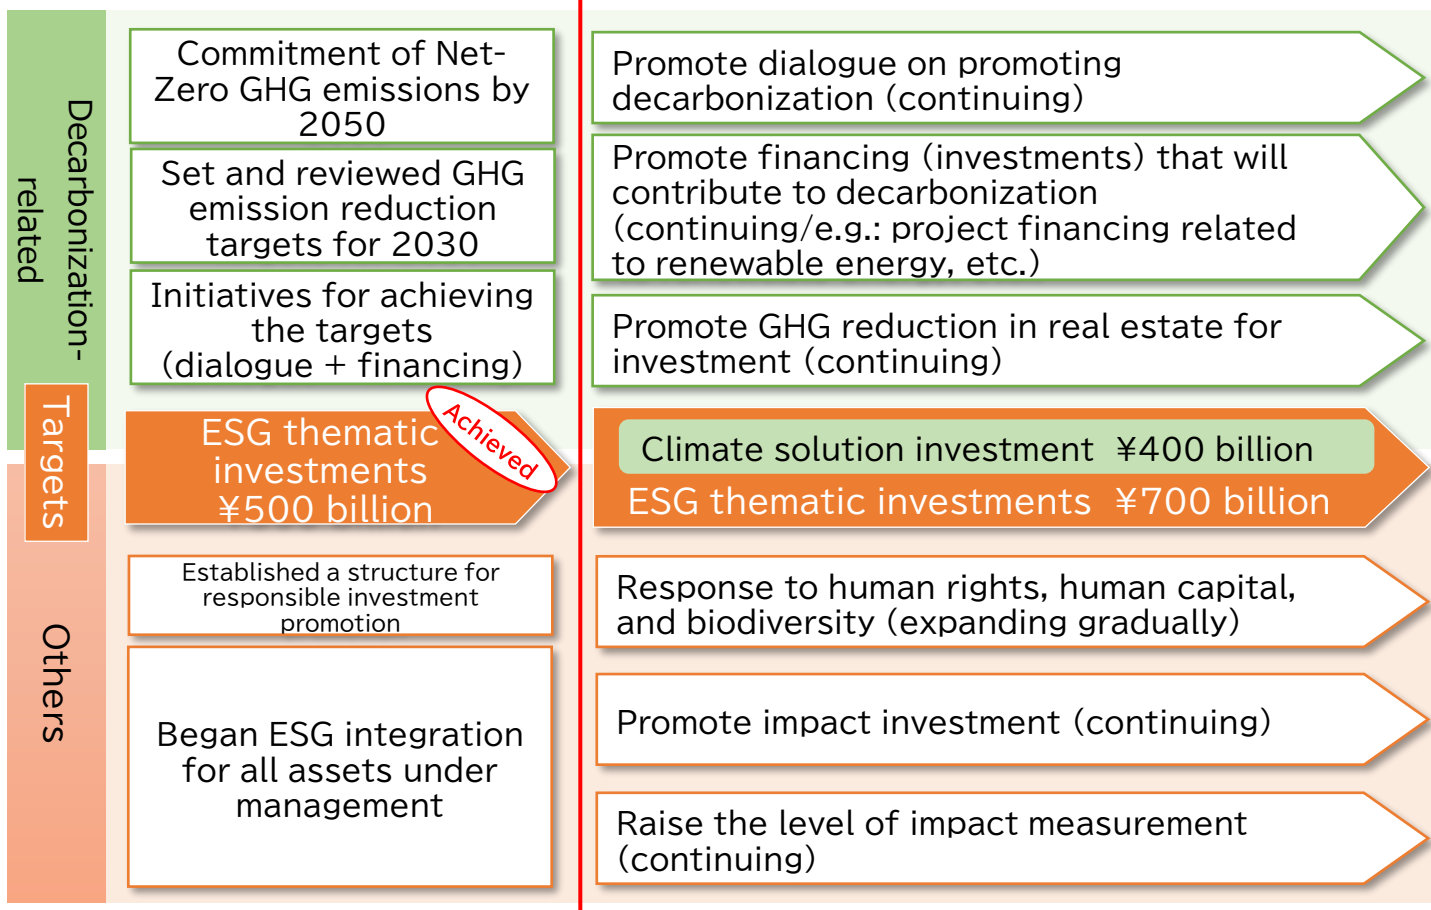 Decarbonization-
related
Commitment of Net-
Zero GHG emissions by
2050
Set and reviewed GHG
emission reduction
targets for 2030
Initiatives for achieving
the targets
(dialogue + financing)
Promote dialogue on promoting
decarbonization (continuing)
Promote financing (investments) that will
contribute to decarbonization
(continuing/e.g.: project financing related
to renewable energy, etc.)
Promote GHG reduction in real estate for
investment (continuing)
Targets
ESG thematic
investments
¥500 billion
Achieved
Climate solution investment ¥400 billion
ESG thematic investments ¥700 billion
Others
Established a structure for
responsible investment
promotion
Began ESG integration
for all assets under
management
Response to human rights, human capital,
and biodiversity (expanding gradually)
Promote impact investment (continuing)
Raise the level of impact measurement
(continuing)